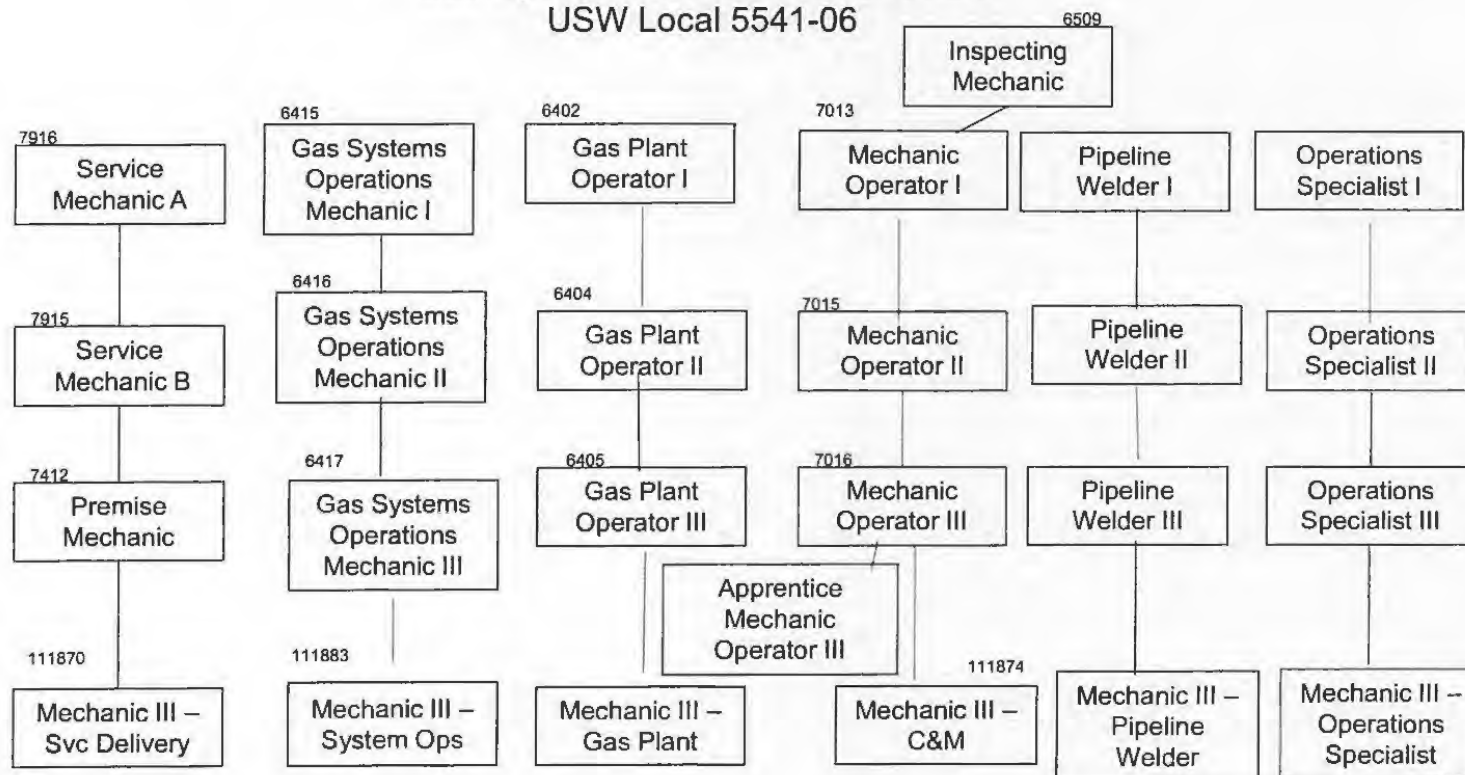 USW Local 5541-06
6509
Inspecting
Mechanic
7916
Service
Mechanic A
6415
Gas Systems
Operations
Mechanic I
6402
Gas Plant
Operator I
7013
Mechanic
Operator I
Pipeline
Welder I
Operations
Specialist I
7915
Service
Mechanic B
6416
Gas Systems
Operations
Mechanic II
6404
Gas Plant
Operator II
7015
Mechanic
Operator II
Pipeline
Welder II
Operations
Specialist II
7412
Premise
Mechanic
6417
Gas Systems
Operations
Mechanic III
6405
Gas Plant
Operator III
7016
Mechanic
Operator III
Pipeline
Welder III
Operations
Specialist III
Apprentice
Mechanic
Operator III
111870
Mechanic III –
Svc Delivery
111883
Mechanic III –
System Ops
Mechanic III –
Gas Plant
111874
Mechanic III –
C&M
Mechanic III –
Pipeline
Welder
Mechanic III –
Operations
Specialist